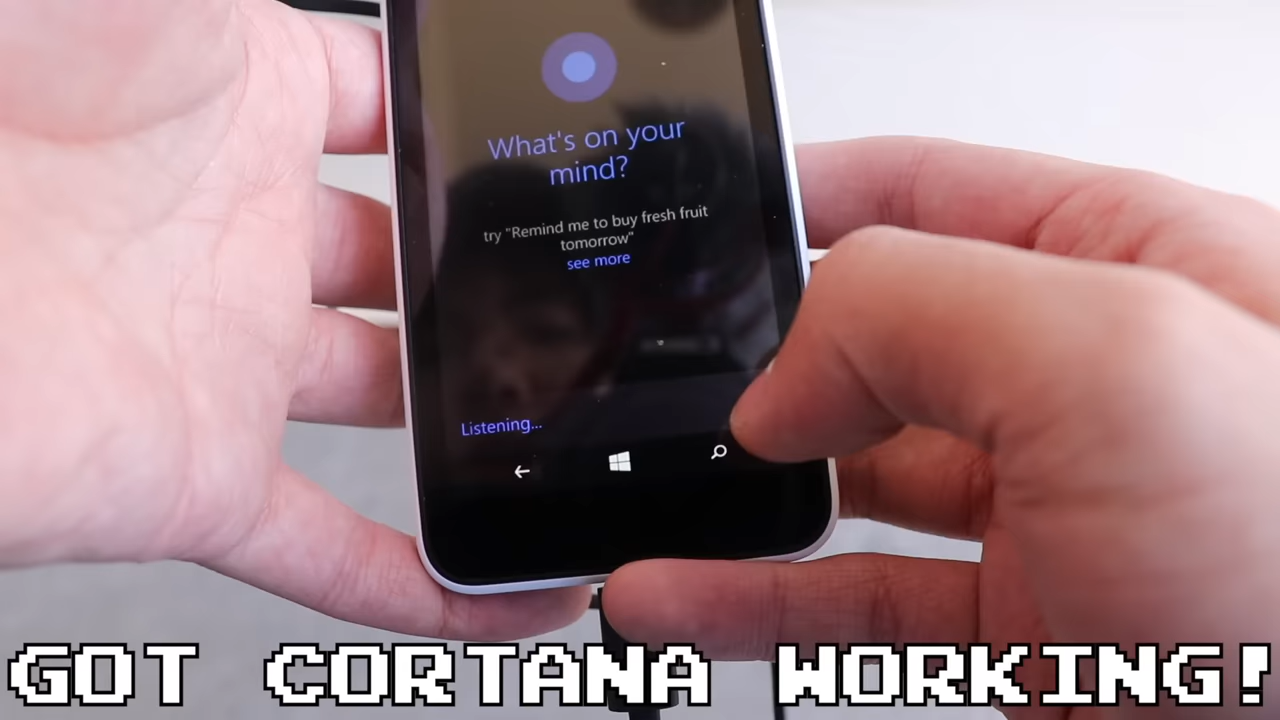 What's on your
mind?
try "Remind me to buy fresh fruit
tomorrow"
see more
Listening...
GOT CORTANA WORKING!